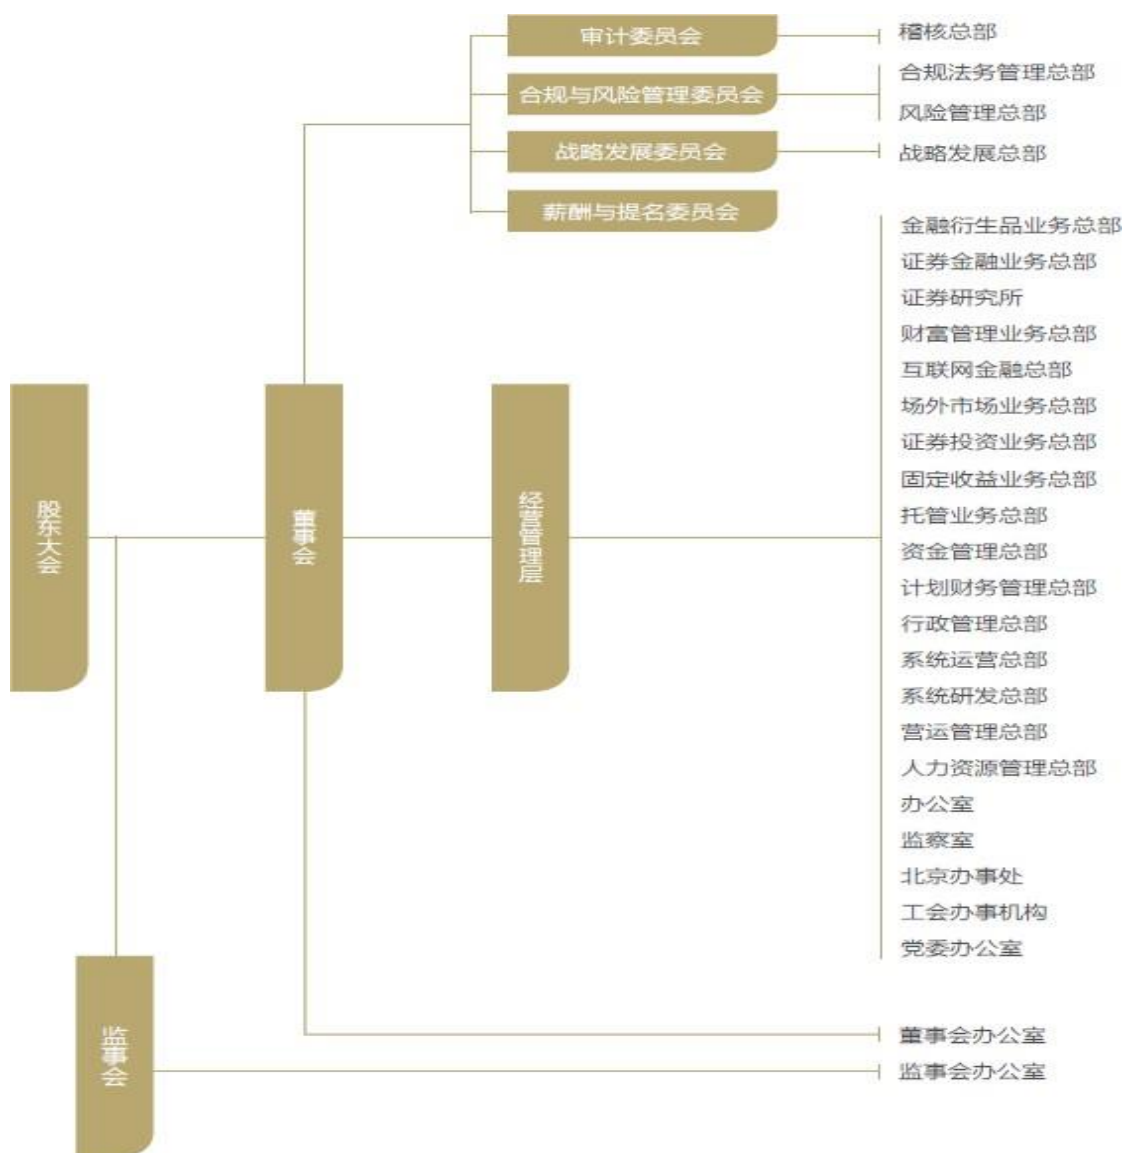 审计委员会
稽核总部
合规与风险管理委员会
合规法务管理总部
风险管理总部
战略发展委员会
战略发展总部
薪酬与提名委员会
股东大会
董事会
经营管理层
金融衍生品业务总部
证券金融业务总部
证券研究所
财富管理业务总部
互联网金融总部
场外市场业务总部
证券投资业务总部
固定收益业务总部
托管业务总部
资金管理总部
计划财务管理总部
行政管理总部
系统运营总部
系统研发总部
营运管理总部
人力资源管理总部
办公室
监察室
北京办事处
工会办事机构
党委办公室
监事会
董事会办公室
监事会办公室